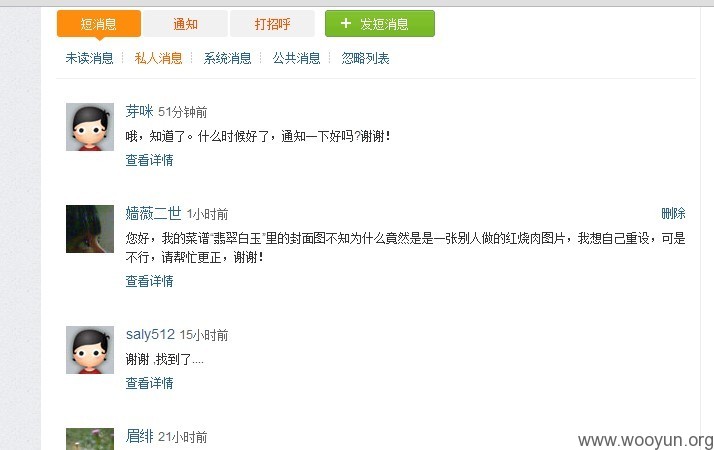 短消息 通知 打招呼 + 发短消息
未读消息 私人消息 系统消息 公共消息 忽略列表
芽咪 51分钟前
哦，知道了。什么时候好了，通知一下好吗?谢谢！
查看详情
嫱薇二世 1小时前 删除
您好，我的菜谱“翡翠白玉”里的封面图不知为什么竟然是是一张别人做的红烧肉图片，我想自己重设，可是
不行，请帮忙更正，谢谢！
查看详情
saly512 15小时前
谢谢 ,找到了....
查看详情
眉绯 21小时前
www.wooyun.org